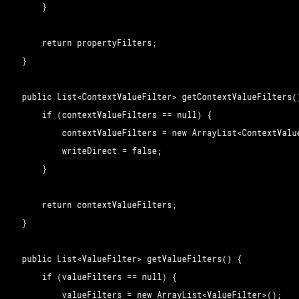 }
return propertyFilters;
}
public List<ContextValueFilter> getContextValueFilters()
if (contextValueFilters == null) {
contextValueFilters = new ArrayList<ContextValue
writeDirect = false;
}
return contextValueFilters;
}
public List<ValueFilter> getValueFilters() {
if (valueFilters == null) {
valueFilters = new ArrayList<ValueFilter>();